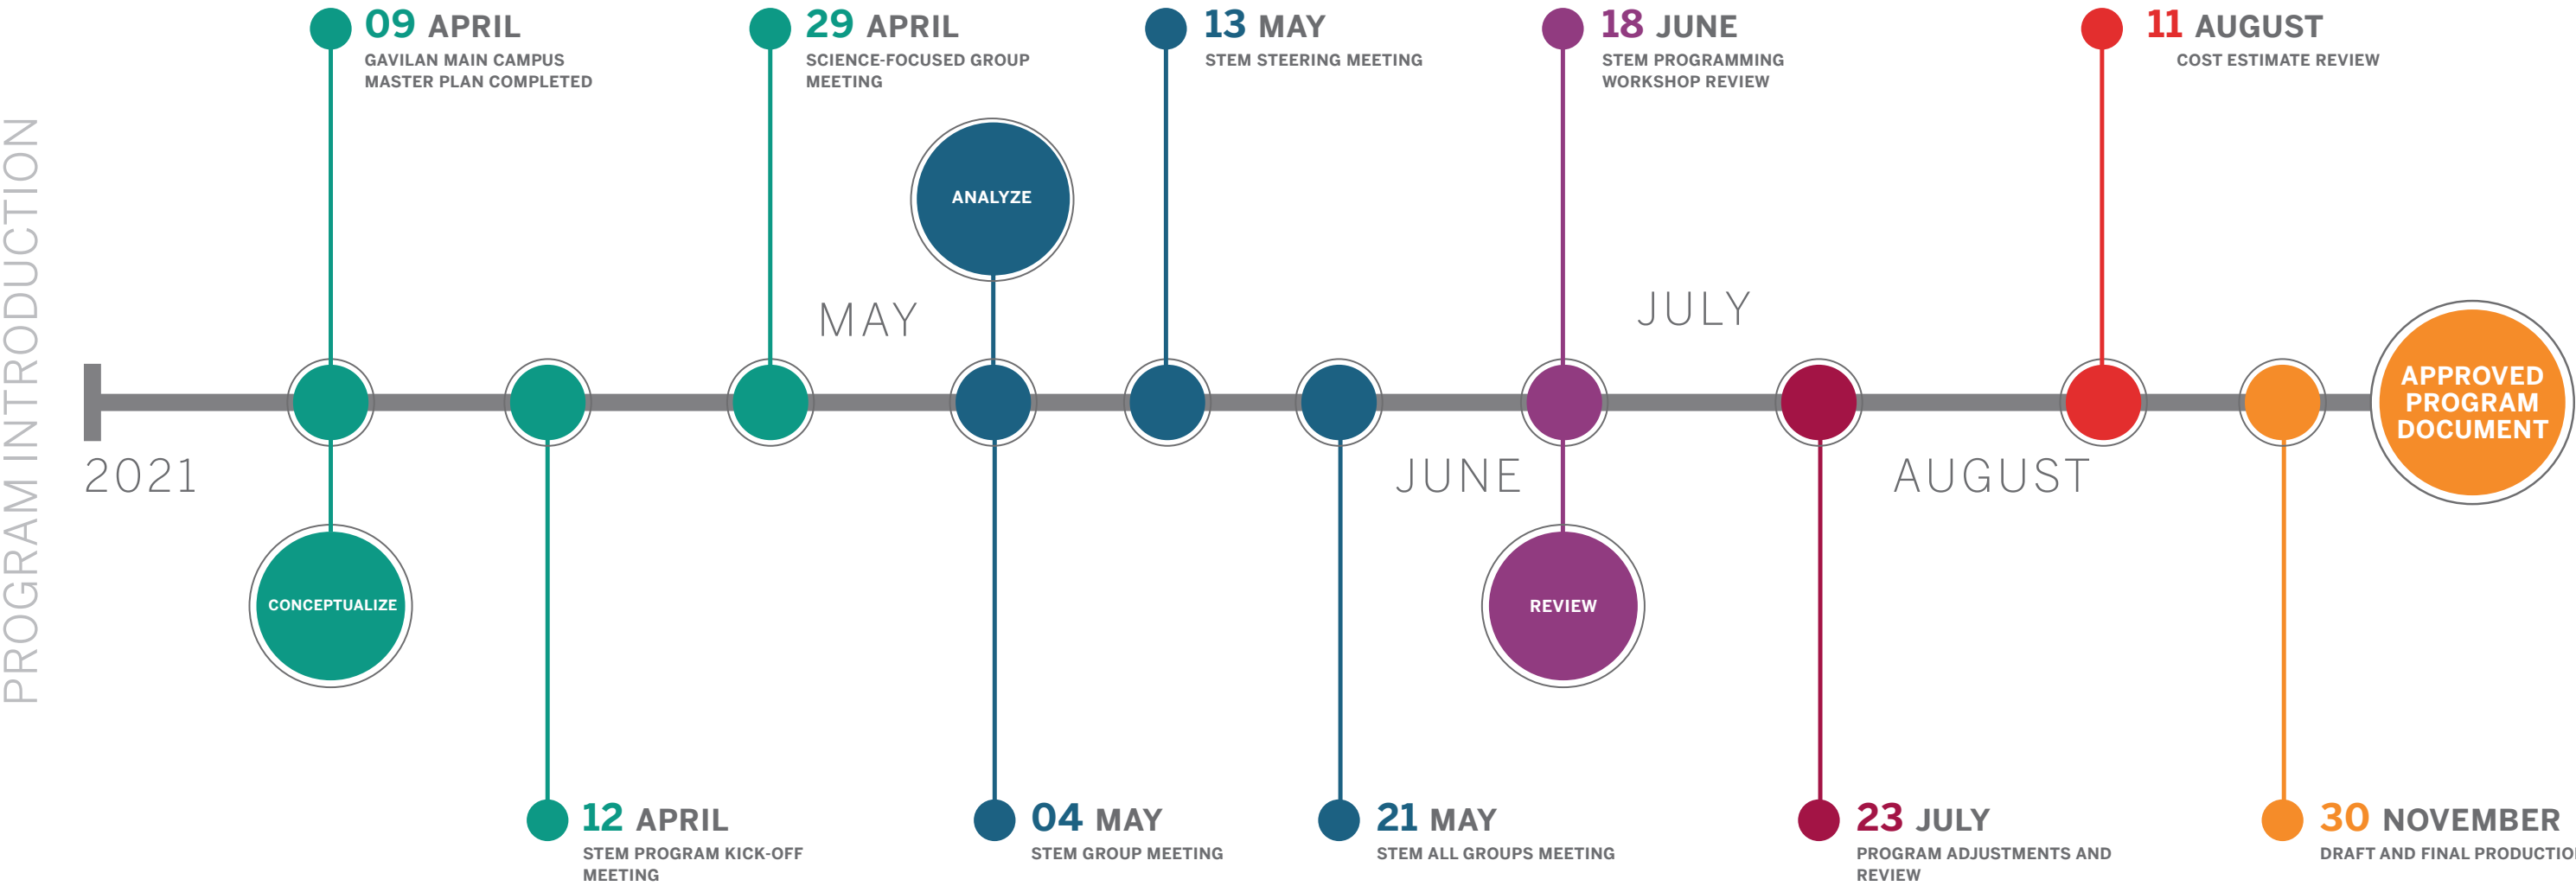 PROGRAM INTRODUCTION
09 APRIL
GAVILAN MAIN CAMPUS
MASTER PLAN COMPLETED
29 APRIL
SCIENCE-FOCUSED GROUP
MEETING
13 MAY
STEM STEERING MEETING
18 JUNE
STEM PROGRAMMING
WORKSHOP REVIEW
11 AUGUST
COST ESTIMATE REVIEW
ANALYZE
MAY
JULY
APPROVED
PROGRAM
DOCUMENT
2021
JUNE
AUGUST
CONCEPTUALIZE
REVIEW
12 APRIL
STEM PROGRAM KICK-OFF
MEETING
04 MAY
STEM GROUP MEETING
21 MAY
STEM ALL GROUPS MEETING
23 JULY
PROGRAM ADJUSTMENTS AND
REVIEW
30 NOVEMBER
DRAFT AND FINAL PRODUCTION